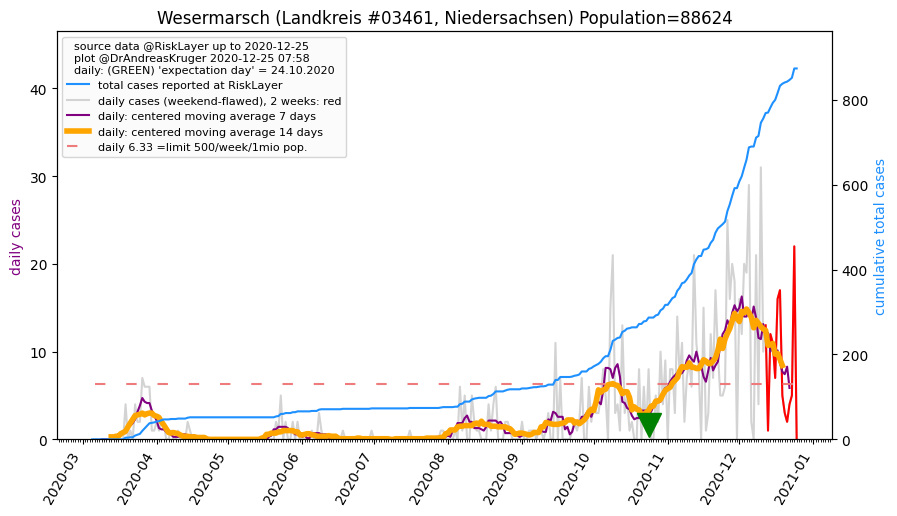 Wesermarsch (Landkreis #03461, Niedersachsen) Population=88624
source data @RiskLayer up to 2020-12-25
plot @DrAndreasKruger 2020-12-25 07:58
daily: (GREEN) 'expectation day' = 24.10.2020
total cases reported at RiskLayer
daily cases (weekend-flawed), 2 weeks: red
daily: centered moving average 7 days
daily: centered moving average 14 days
daily 6.33 =limit 500/week/1mio pop.
daily cases
40
30
20
10
0
cumulative total cases
800
600
400
200
0
2020-03
2020-04
2020-05
2020-06
2020-07
2020-08
2020-09
2020-10
2020-11
2020-12
2021-01